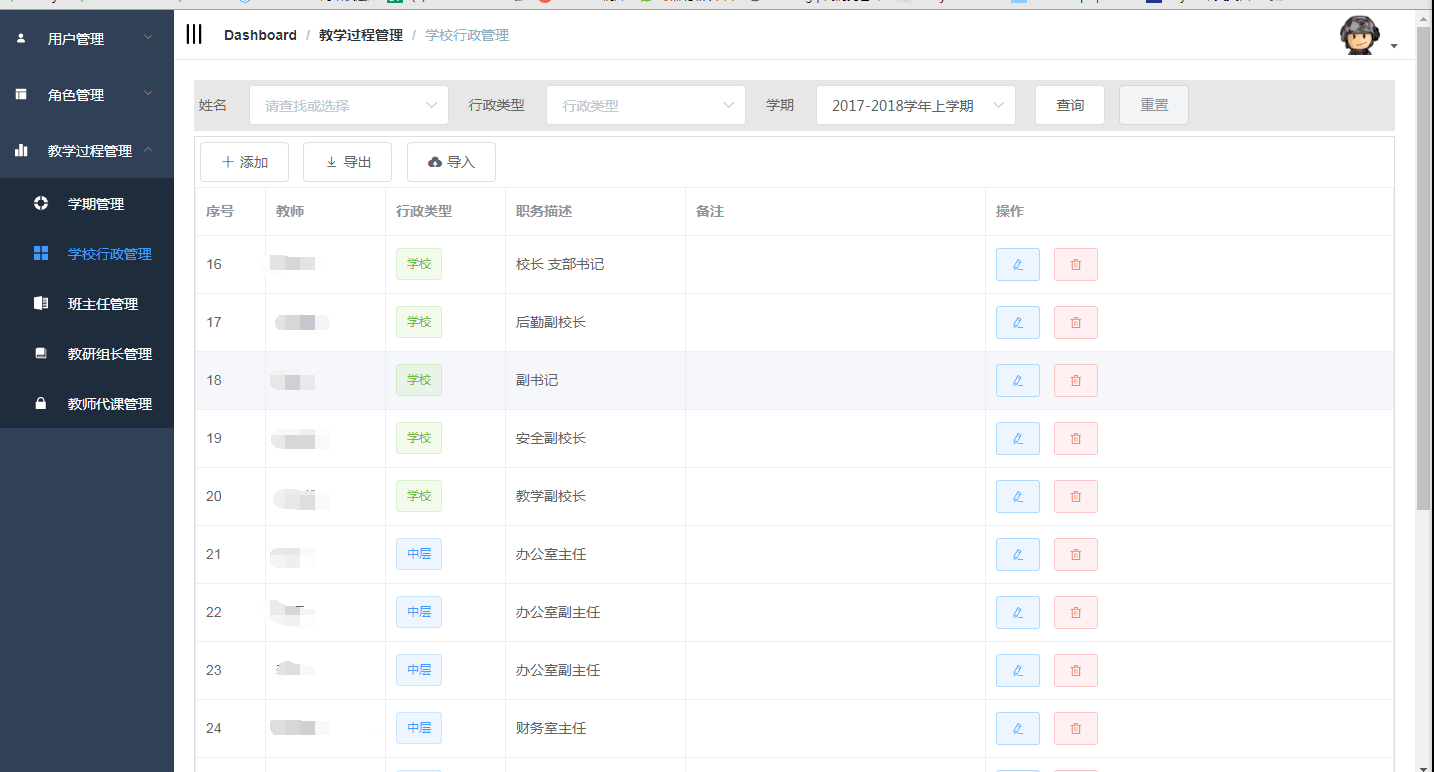 Dashboard / 教学过程管理 / 学校行政管理
用户管理
角色管理
教学过程管理
学期管理
学校行政管理
班主任管理
教研组长管理
教师代课管理
姓名 请查找或选择 行政类型 行政类型 学期 2017-2018学年上学期 查询 重置
添加 导出 导入
序号 教师 行政类型 职务描述 备注 操作
16 学校 校长 支部书记
17 学校 后勤副校长
18 学校 副书记
19 学校 安全副校长
20 学校 教学副校长
21 中层 办公室主任
22 中层 办公室副主任
23 中层 办公室副主任
24 中层 财务室主任